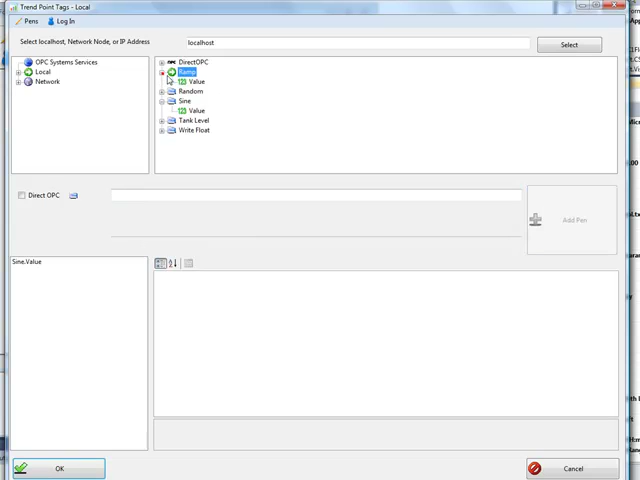 Trend Point Tags - Local
Pens Log In
Select localhost, Network Node, or IP Address localhost Select
OPC Systems Services
Local
Network
DirectOPC
Ramp
Value
Random
Sine
Value
Tank Level
Write Float
Direct OPC
Add Pen
Sine.Value
OK
Cancel